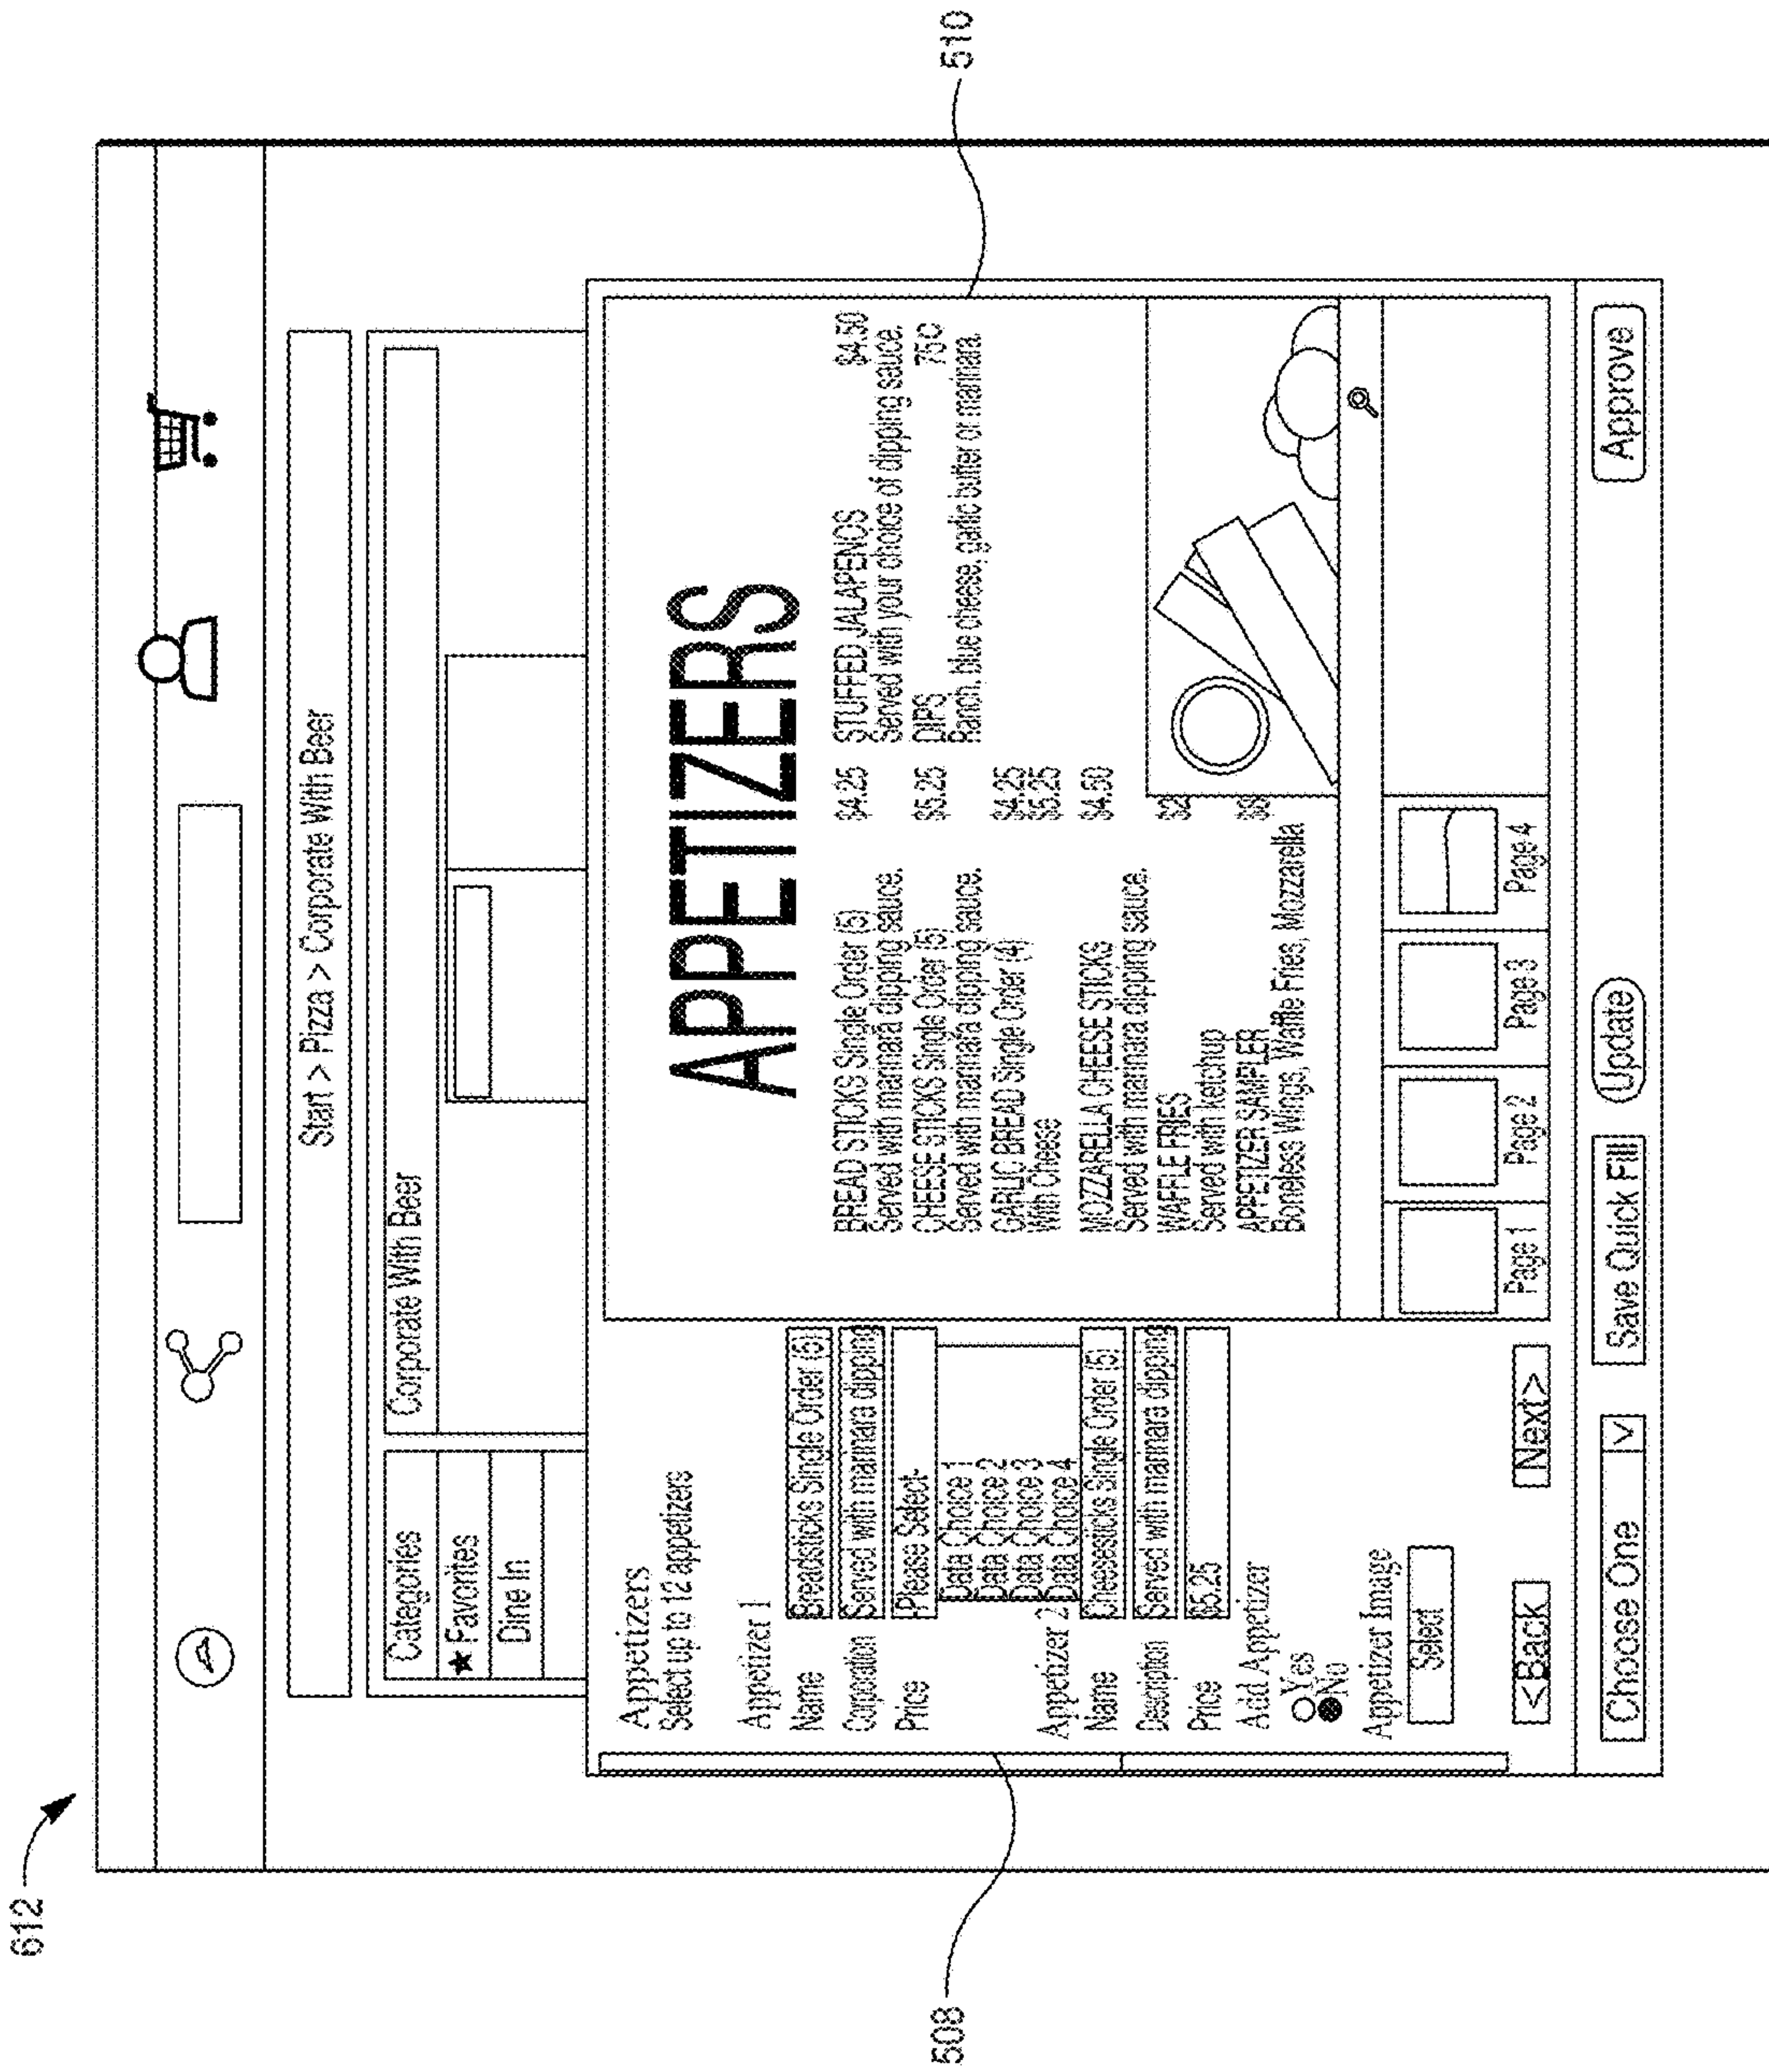 612
Start > Pizza > Corporate With Beer
Categories
★ Favorites
Dine In
Corporate With Beer
508
Appetizers
Select up to 12 appetizers
Appetizer 1
Name Breadsticks Single Order (5)
Corporation Served with marinara dipping
Price Please Select-
Data Choice 1
Data Choice 2
Data Choice 3
Data Choice 4
Appetizer 2
Name Cheesesticks Single Order (5)
Description Served with marinara dipping
Price $5.25
Add Appetizer
Yes
No
Appetizer Image
Select
<Back Next>
510
APPETIZERS
BREAD STICKS Single Order (5) $4.25
Served with marinara dipping sauce.
CHEESE STICKS Single Order (5) $5.25
Served with marinara dipping sauce.
GARLIC BREAD Single Order (4) $4.25
With Cheese $5.25
MOZZARELLA CHEESE STICKS $4.50
Served with marinara dipping sauce.
WAFFLE FRIES $2
Served with ketchup
APPETIZER SAMPLER
Boneless Wings, Waffle Fries, Mozzarella
STUFFED JALAPENOS $4.50
Served with your choice of dipping sauce.
DIPS 75¢
Ranch, blue cheese, garlic butter or marinara.
Page 1 Page 2 Page 3 Page 4
Choose One Save Quick Fill Update Approve